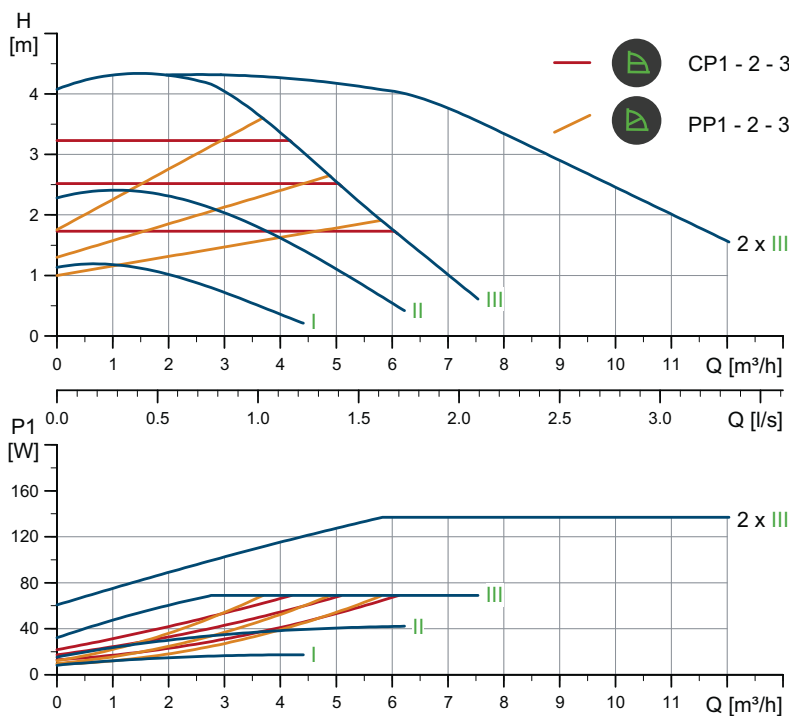 H
[m]
CP1 - 2 - 3
PP1 - 2 - 3
4
3
2
1
0
2 x III
III
II
I
0 1 2 3 4 5 6 7 8 9 10 11 Q [m³/h]
0.0 0.5 1.0 1.5 2.0 2.5 3.0 Q [l/s]
P1
[W]
160
120
80
40
0
2 x III
III
II
I
0 1 2 3 4 5 6 7 8 9 10 11 Q [m³/h]